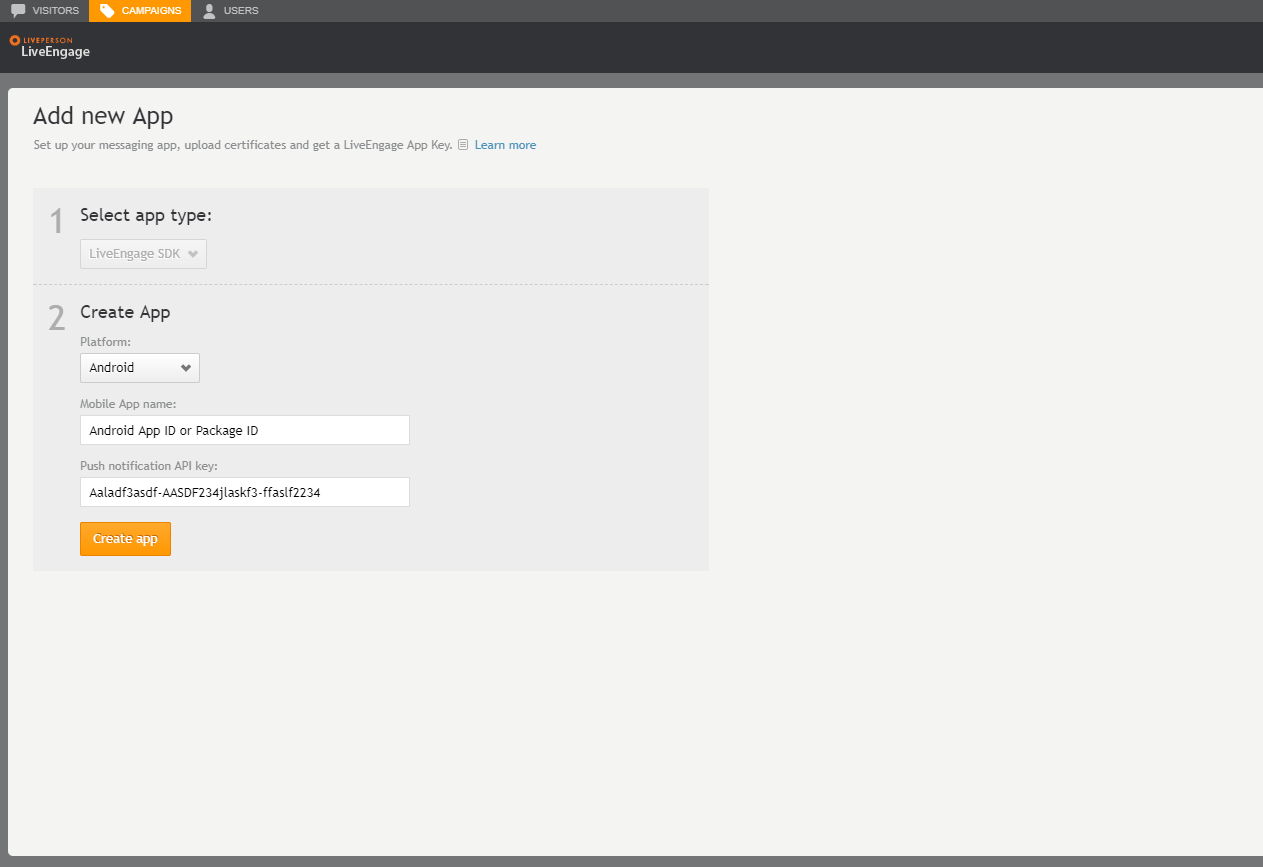 VISITORS CAMPAIGNS USERS
LIVEPERSON
LiveEngage
Add new App
Set up your messaging app, upload certificates and get a LiveEngage App Key. Learn more
1 Select app type:
LiveEngage SDK
2 Create App
Platform:
Android
Mobile App name:
Android App ID or Package ID
Push notification API key:
Aaladf3asdf-AASDF234jlaskf3-ffaslf2234
Create app